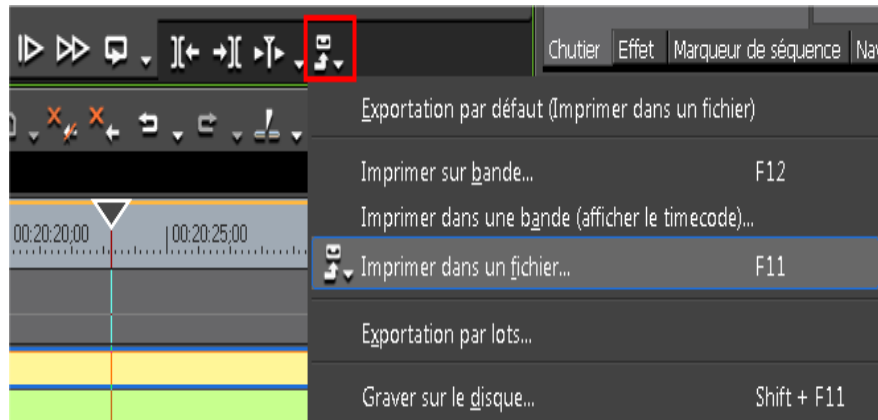 Chutier Effet Marqueur de séquence Na
Exportation par défaut (Imprimer dans un fichier)
Imprimer sur bande... F12
Imprimer dans une bande (afficher le timecode)...
00:20:20;00 00:20:25;00
Imprimer dans un fichier... F11
Exportation par lots...
Graver sur le disque... Shift + F11